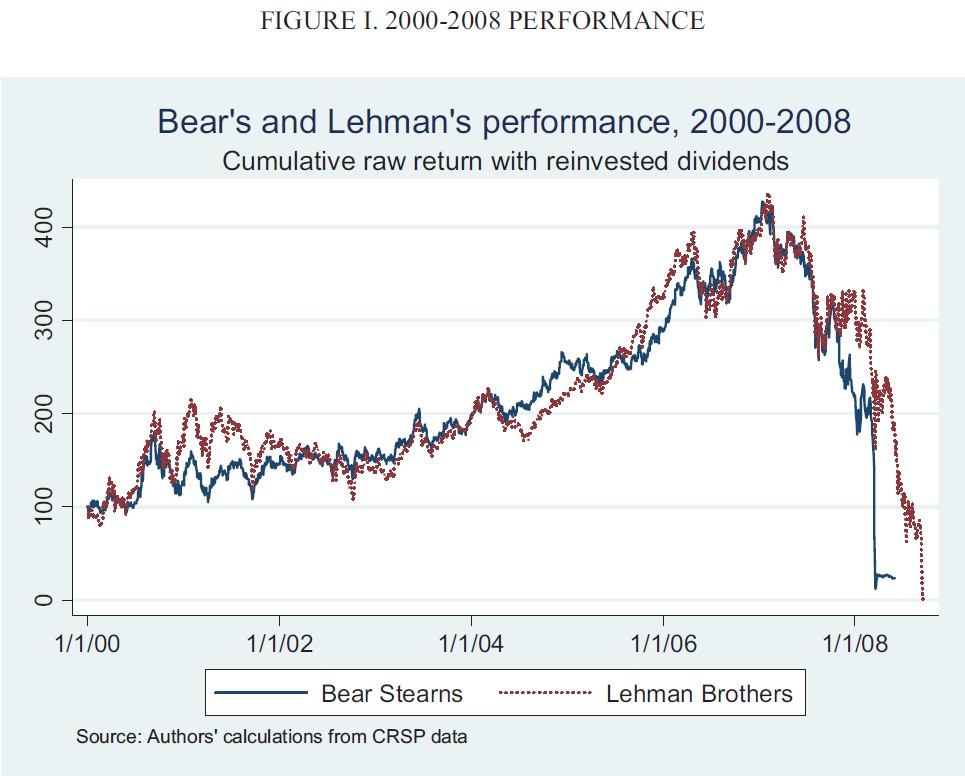 FIGURE I. 2000-2008 PERFORMANCE
Bear's and Lehman's performance, 2000-2008
Cumulative raw return with reinvested dividends
400
300
200
100
0
1/1/00 1/1/02 1/1/04 1/1/06 1/1/08
Bear Stearns Lehman Brothers
Source: Authors' calculations from CRSP data